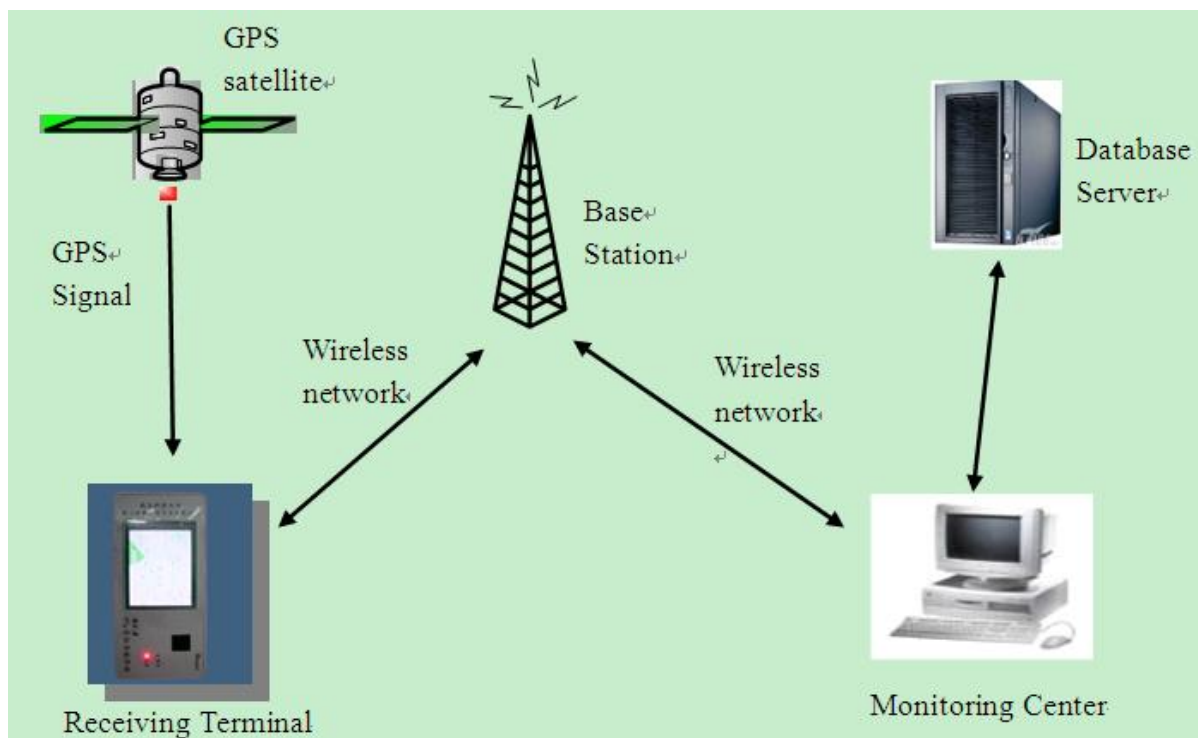 GPS
satellite↵
GPS↵
Signal
Base↵
Station↵
Database
Server↵
Wireless
network↵
Wireless
network↵
↵
Receiving Terminal
Monitoring Center